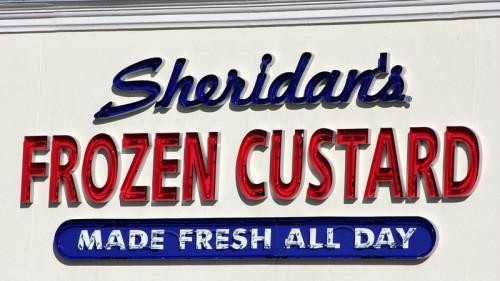 Sheridan's®
FROZEN CUSTARD
MADE FRESH ALL DAY